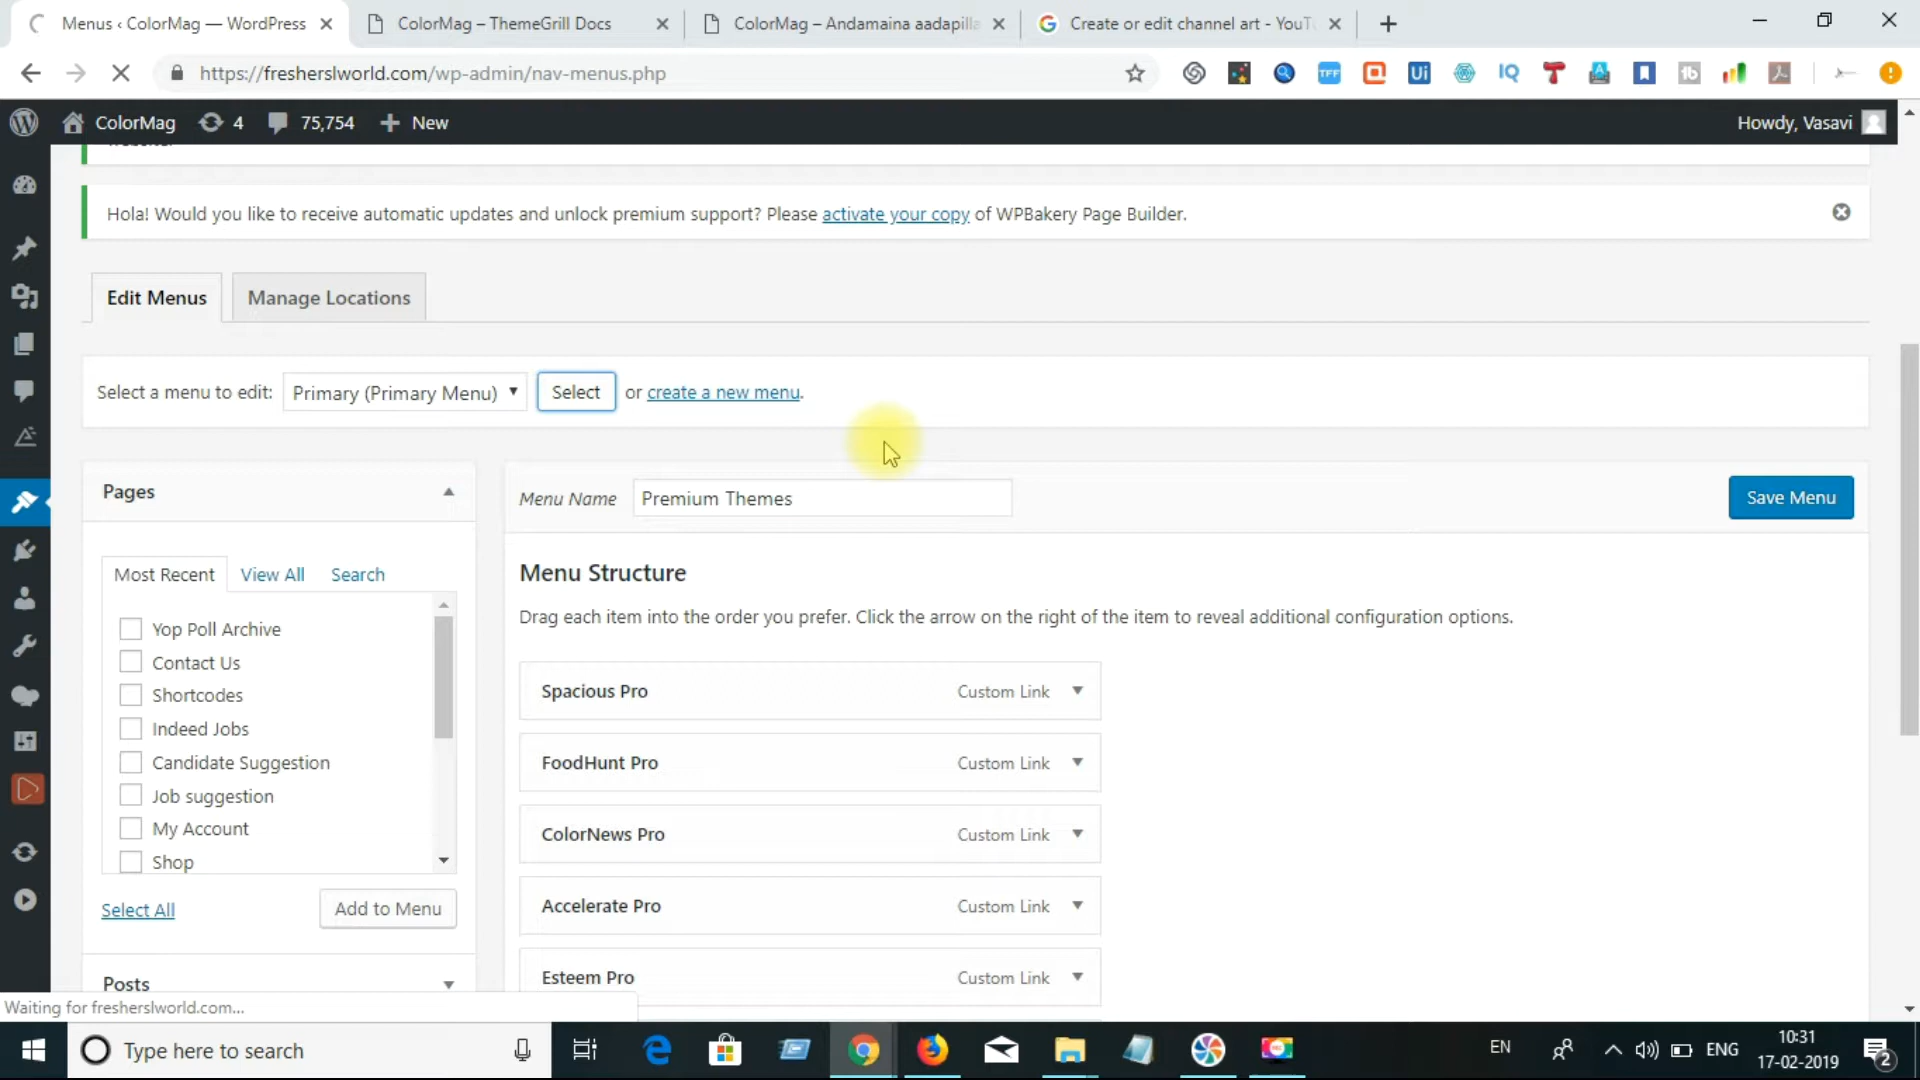 Menus ‹ ColorMag — WordPress
ColorMag – ThemeGrill Docs
ColorMag – Andamaina aadapilla
Create or edit channel art - YouTu
https://fresherslworld.com/wp-admin/nav-menus.php
TFF
Ui
IQ
tb
ColorMag
4
75,754
New
Howdy, Vasavi
Hola! Would you like to receive automatic updates and unlock premium support? Please activate your copy of WPBakery Page Builder.
Edit Menus
Manage Locations
Select a menu to edit:
Primary (Primary Menu)
Select
or create a new menu.
Pages
Menu Name
Premium Themes
Save Menu
Most Recent
View All
Search
Menu Structure
Drag each item into the order you prefer. Click the arrow on the right of the item to reveal additional configuration options.
Yop Poll Archive
Contact Us
Shortcodes
Indeed Jobs
Candidate Suggestion
Job suggestion
My Account
Shop
Spacious Pro
Custom Link
FoodHunt Pro
Custom Link
ColorNews Pro
Custom Link
Accelerate Pro
Custom Link
Esteem Pro
Custom Link
Select All
Add to Menu
Posts
Waiting for fresherslworld.com...
Type here to search
EN
ENG
10:31
17-02-2019
2